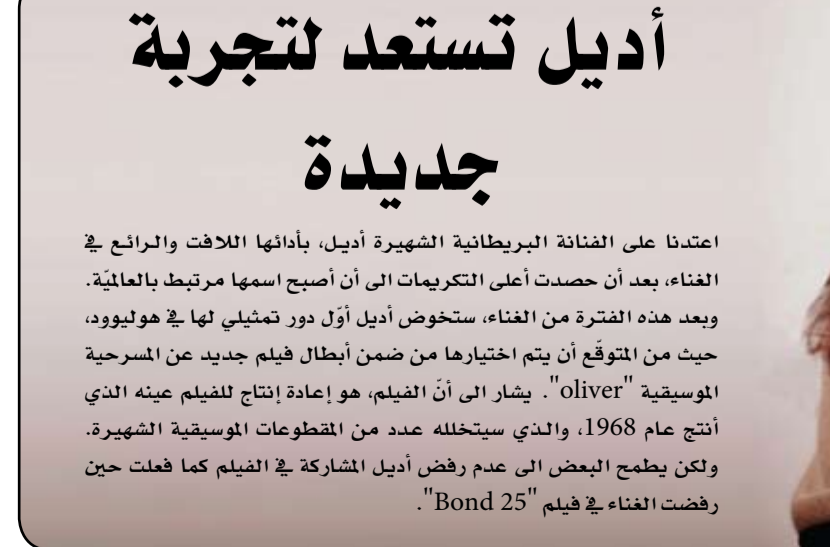 أديل تستعد لتجربة
جديدة
اعتدنا على الفنانة البريطانية الشهيرة أديل، بأدائها اللافت والرائع في
الغناء، بعد أن حصدت أعلى التكريمات الى أن أصبح اسمها مرتبط بالعالميّة.
وبعد هذه الفترة من الغناء، ستخوض أديل أوّل دور تمثيلي لها في هوليوود،
حيث من المتوقّع أن يتم اختيارها من ضمن أبطال فيلم جديد عن المسرحية
الموسيقية "oliver". يشار الى أنّ الفيلم، هو إعادة إنتاج للفيلم عينه الذي
أنتج عام 1968، والذي سيتخلله عدد من المقطوعات الموسيقية الشهيرة.
ولكن يطمح البعض الى عدم رفض أديل المشاركة في الفيلم كما فعلت حين
رفضت الغناء في فيلم "Bond 25".